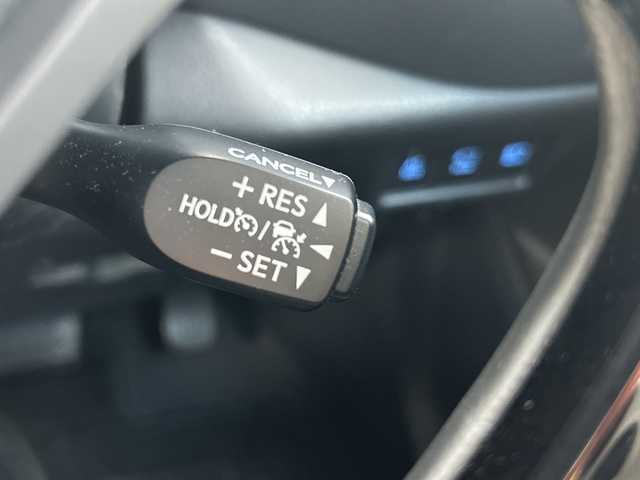 CANCEL▼
+ RES ▲
HOLD / ◀
− SET ▼